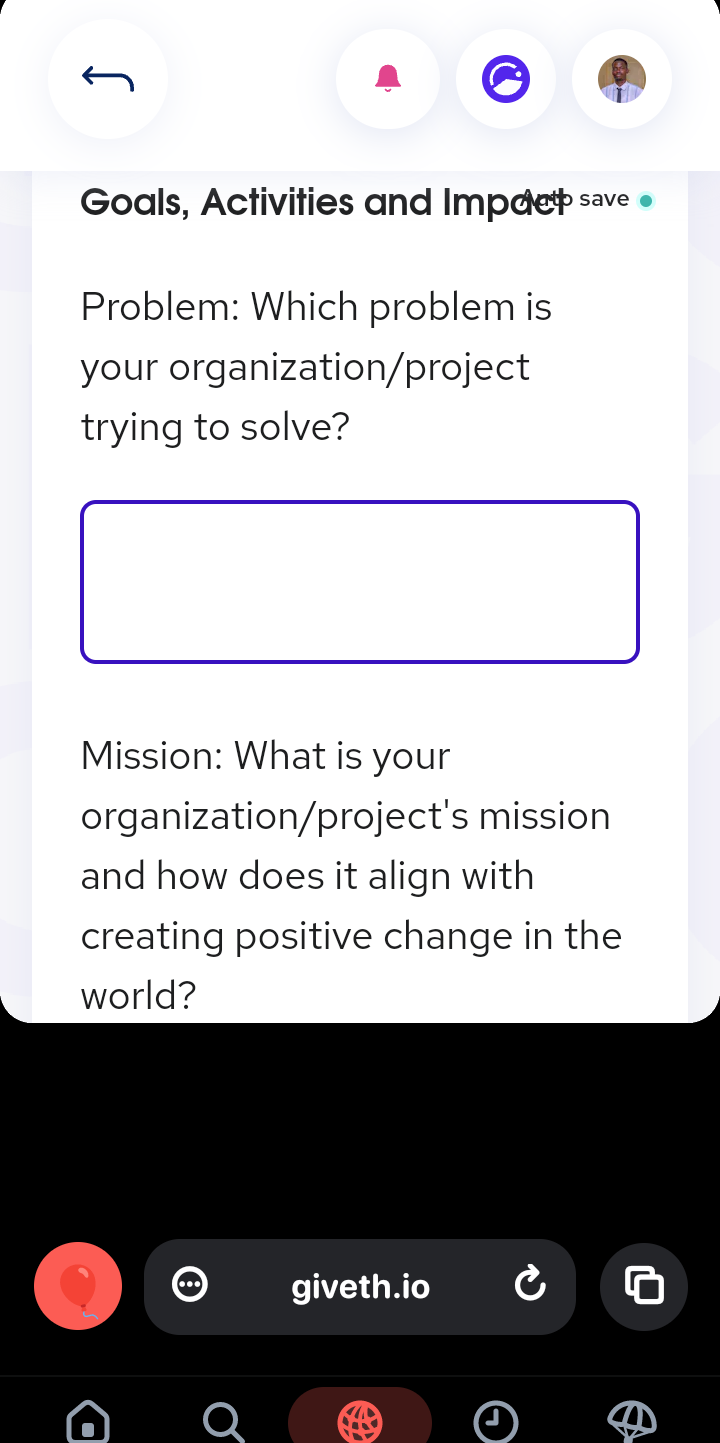 Goals, Activities and Impact
Auto save
Problem: Which problem is
your organization/project
trying to solve?
Mission: What is your
organization/project's mission
and how does it align with
creating positive change in the
world?
giveth.io